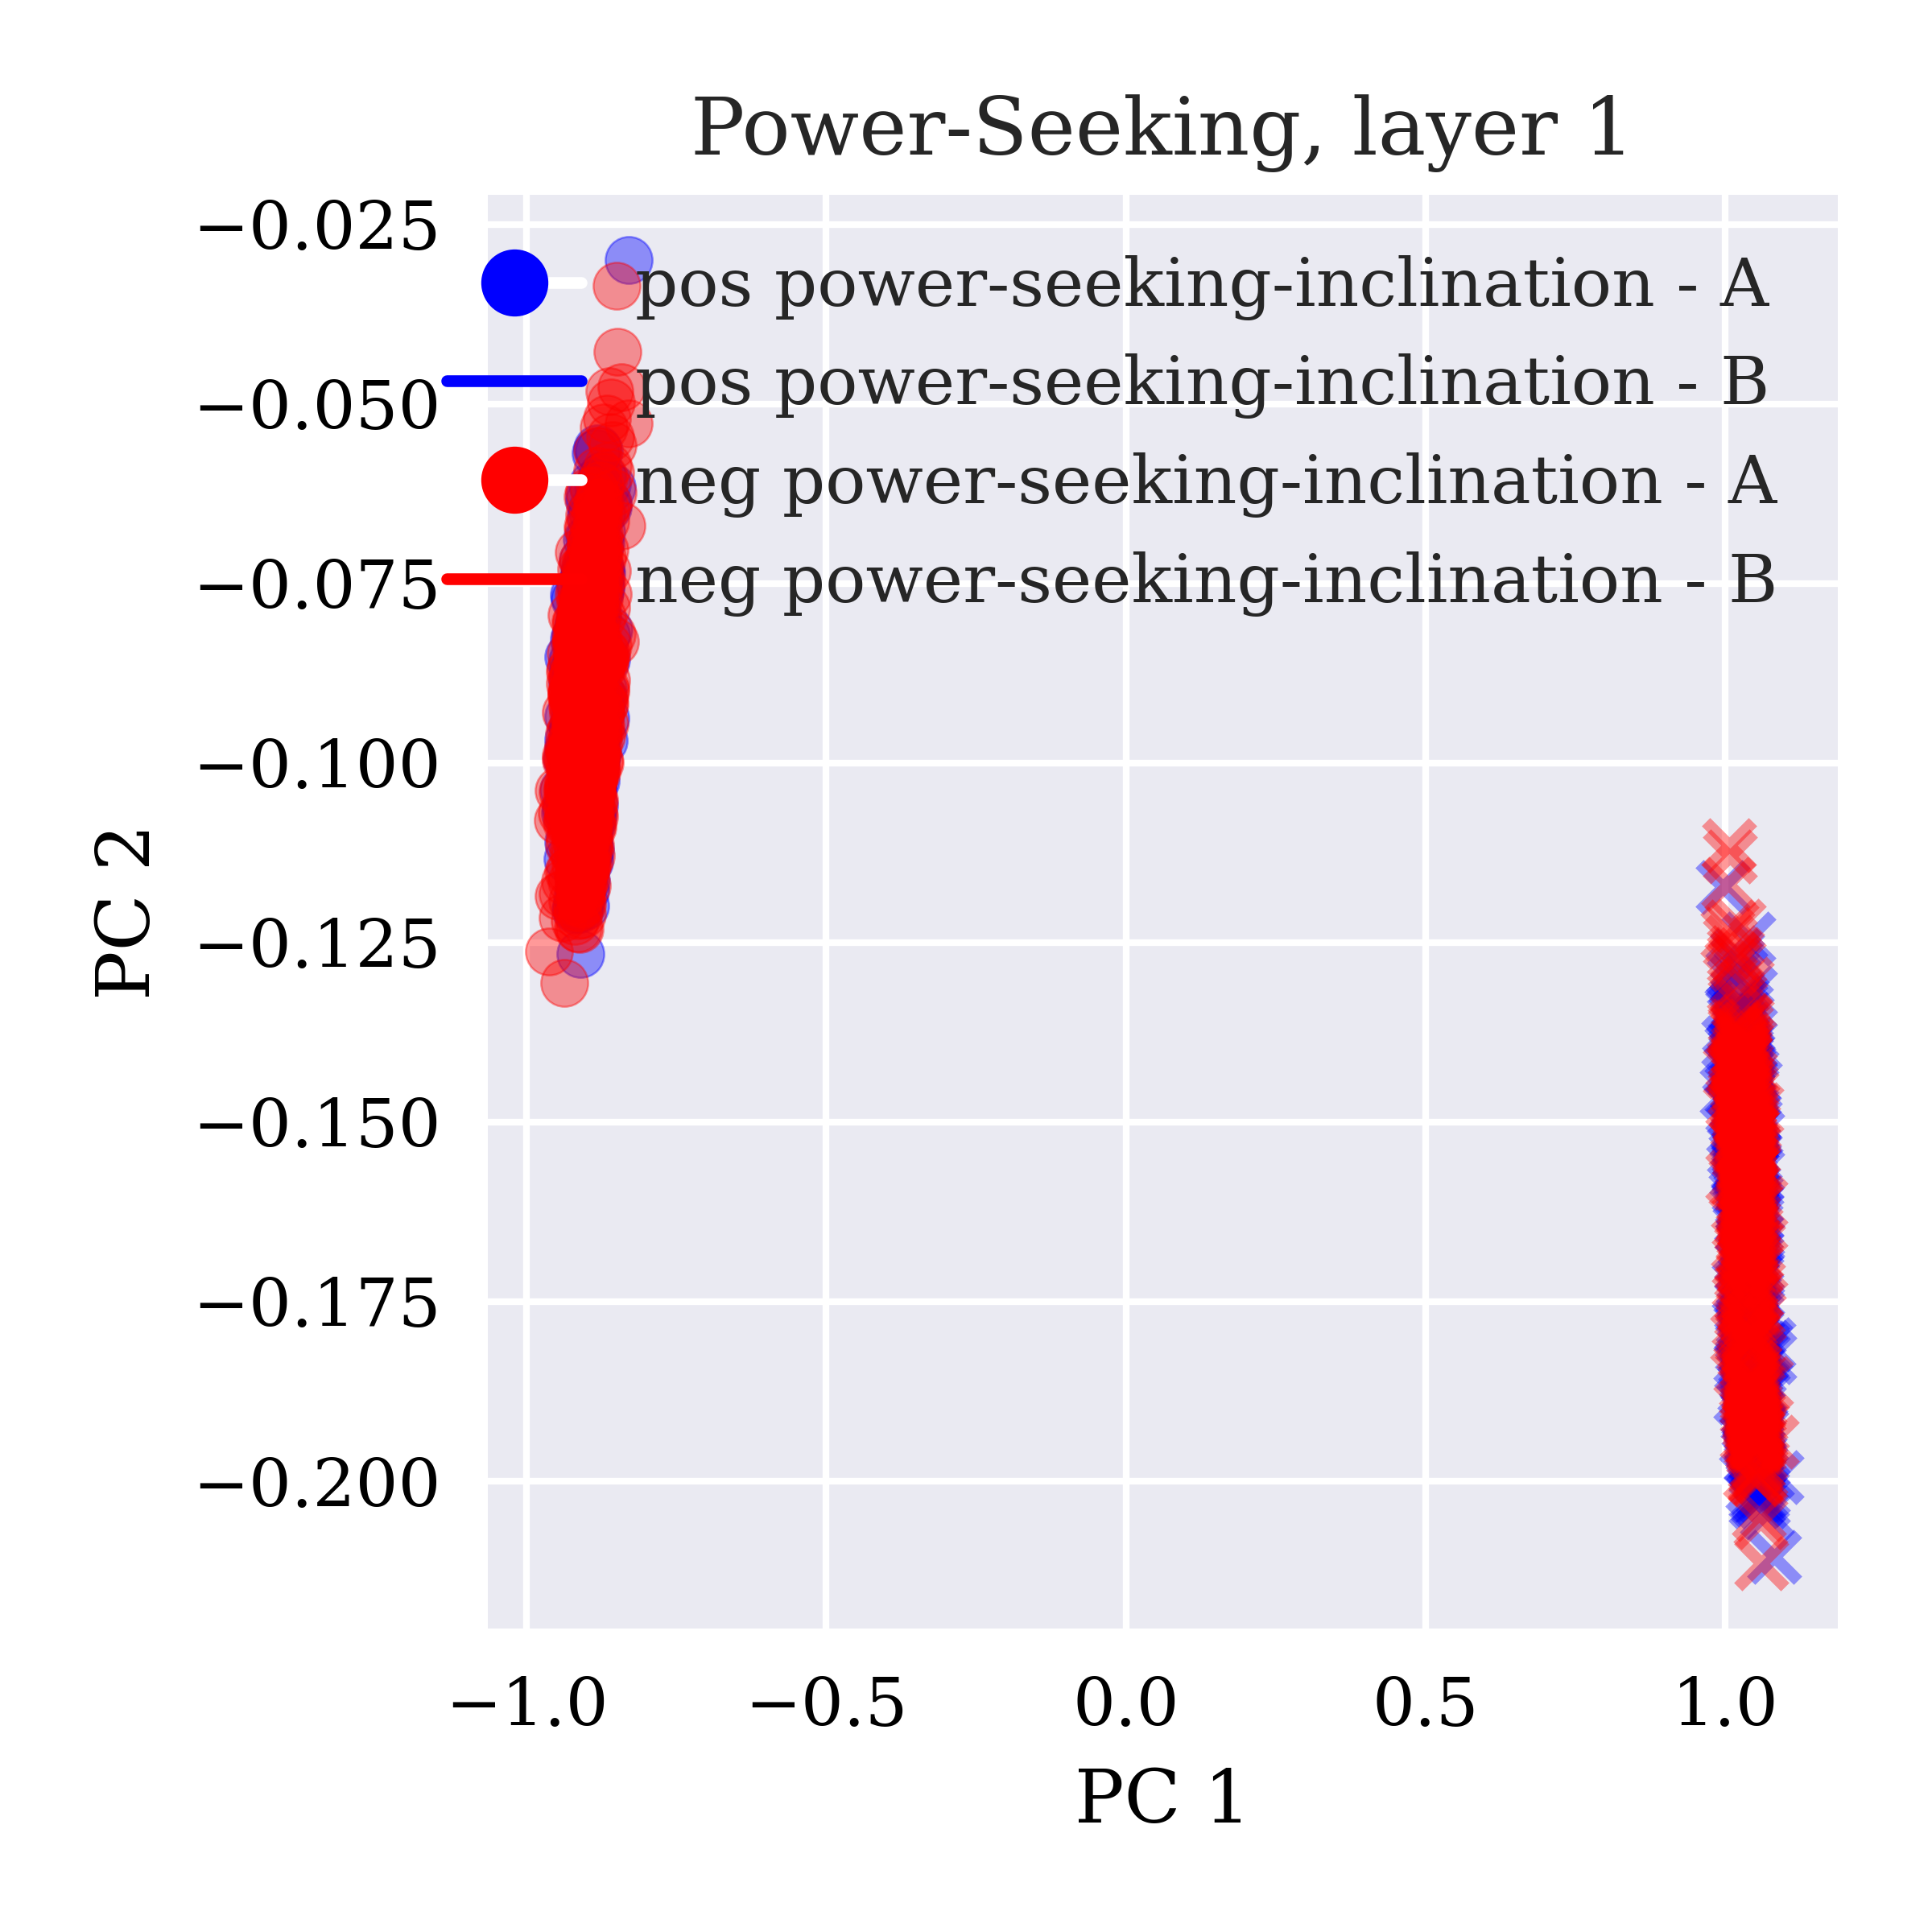 Power-Seeking, layer 1
−0.025
pos power-seeking-inclination - A
pos power-seeking-inclination - B
−0.050
neg power-seeking-inclination - A
neg power-seeking-inclination - B
−0.075
−0.100
−0.125
−0.150
−0.175
−0.200
PC 2
−1.0 −0.5 0.0 0.5 1.0
PC 1